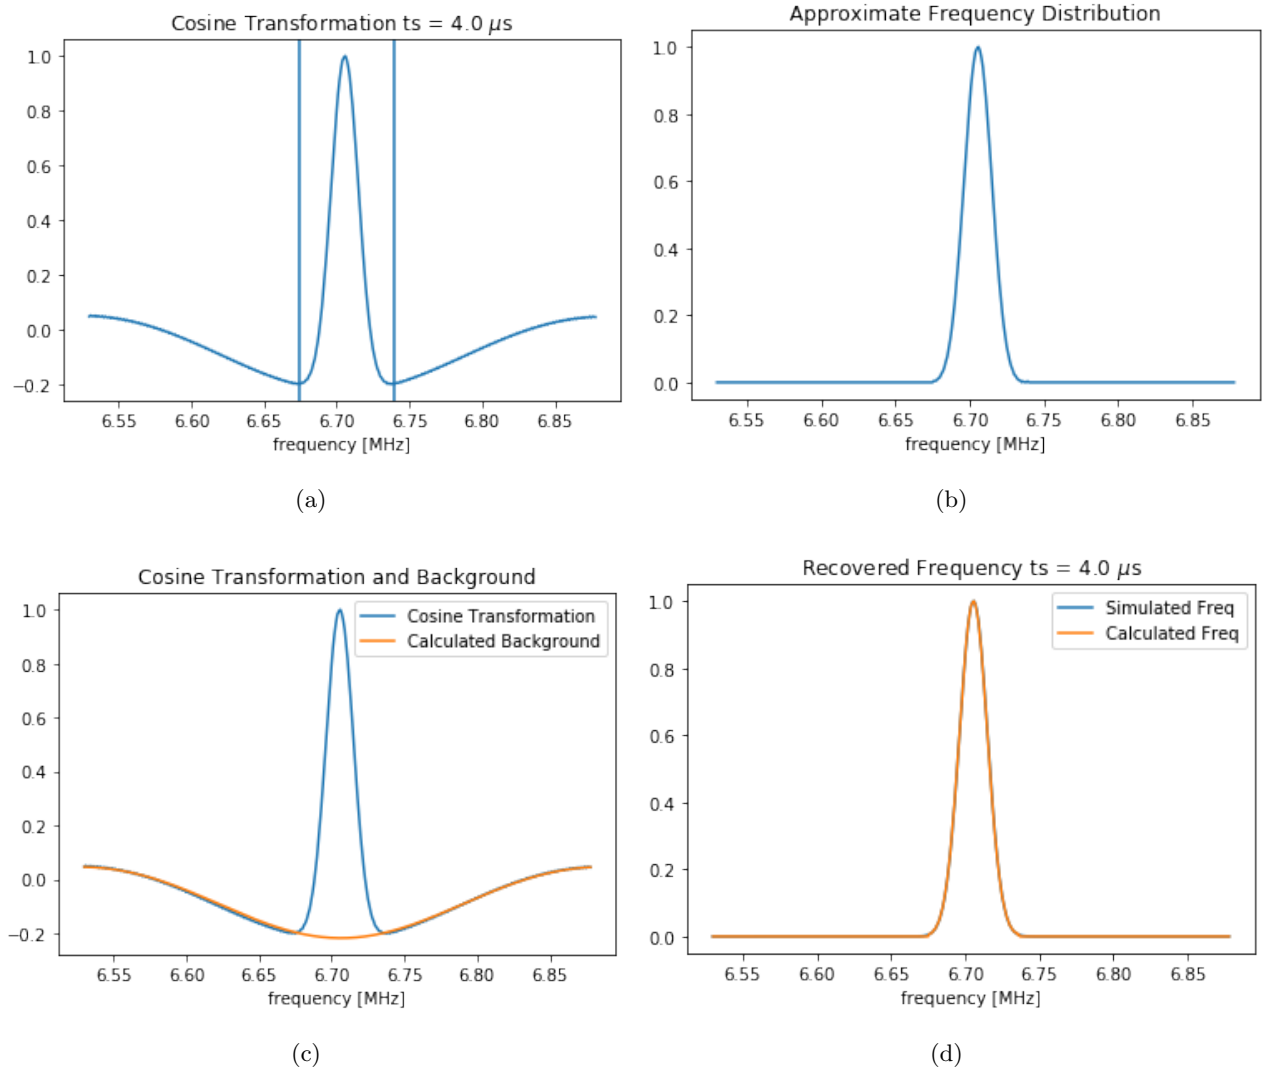 Cosine Transformation ts = 4.0 μs
1.0
0.8
0.6
0.4
0.2
0.0
−0.2
6.55 6.60 6.65 6.70 6.75 6.80 6.85
frequency [MHz]
(a)
Approximate Frequency Distribution
1.0
0.8
0.6
0.4
0.2
0.0
6.55 6.60 6.65 6.70 6.75 6.80 6.85
frequency [MHz]
(b)
Cosine Transformation and Background
Cosine Transformation
Calculated Background
1.0
0.8
0.6
0.4
0.2
0.0
−0.2
6.55 6.60 6.65 6.70 6.75 6.80 6.85
frequency [MHz]
(c)
Recovered Frequency ts = 4.0 μs
Simulated Freq
Calculated Freq
1.0
0.8
0.6
0.4
0.2
0.0
6.55 6.60 6.65 6.70 6.75 6.80 6.85
frequency [MHz]
(d)